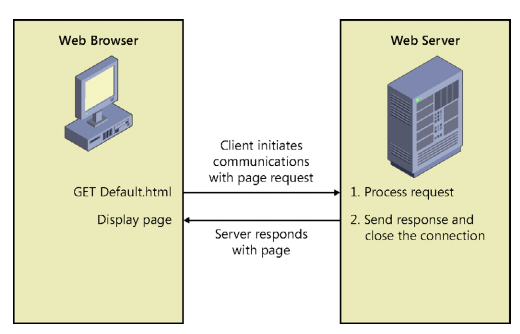 Web Browser
Web Server
Client initiates
communications
with page request
GET Default.html
1. Process request
Display page
2. Send response and
close the connection
Server responds
with page